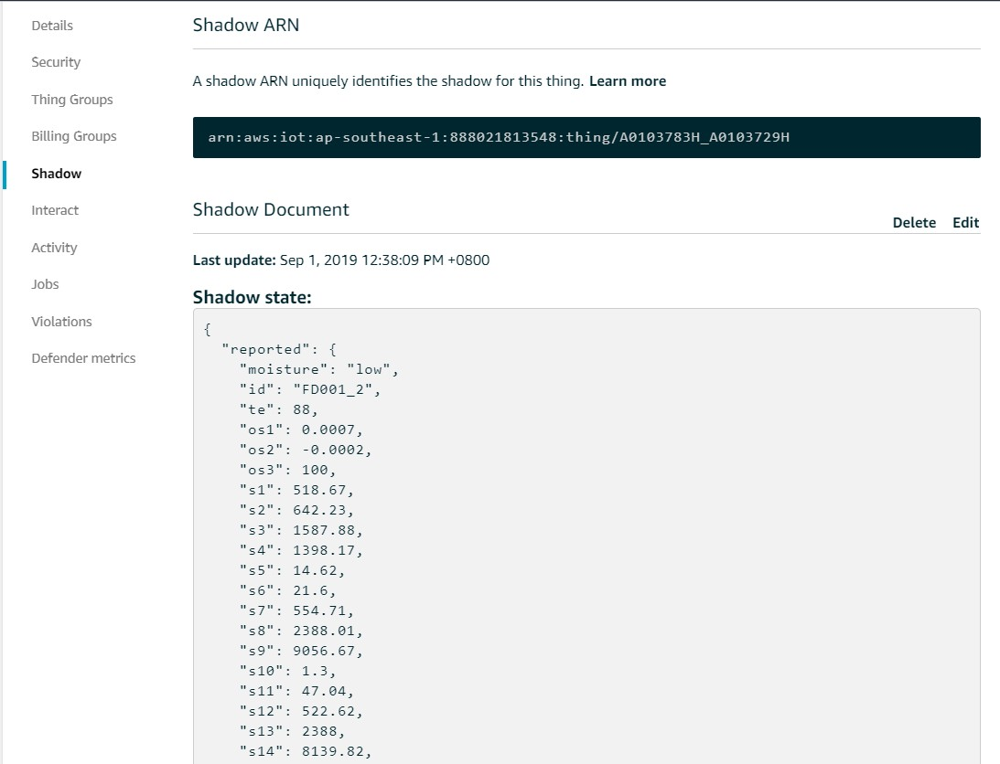 Details
Security
Thing Groups
Billing Groups
Shadow
Interact
Activity
Jobs
Violations
Defender metrics
Shadow ARN
A shadow ARN uniquely identifies the shadow for this thing. Learn more
arn:aws:iot:ap-southeast-1:888021813548:thing/A0103783H_A0103729H
Shadow Document
Delete Edit
Last update: Sep 1, 2019 12:38:09 PM +0800
Shadow state:
{
"reported": {
"moisture": "low",
"id": "FD001_2",
"te": 88,
"os1": 0.0007,
"os2": -0.0002,
"os3": 100,
"s1": 518.67,
"s2": 642.23,
"s3": 1587.88,
"s4": 1398.17,
"s5": 14.62,
"s6": 21.6,
"s7": 554.71,
"s8": 2388.01,
"s9": 9056.67,
"s10": 1.3,
"s11": 47.04,
"s12": 522.62,
"s13": 2388,
"s14": 8139.82,